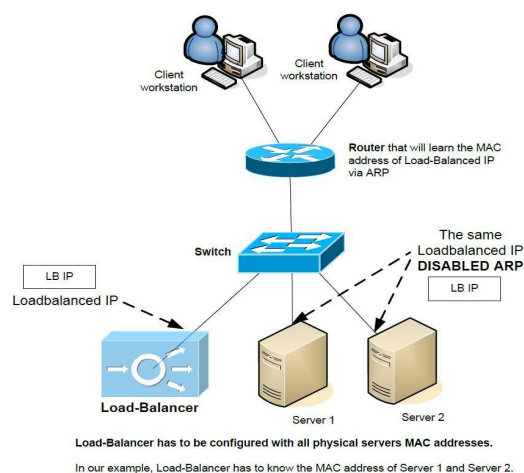 Client
workstation
Client
workstation
Router that will learn the MAC
address of Load-Balanced IP
via ARP
Switch
The same
Loadbalanced IP
DISABLED ARP
LB IP
LB IP
Loadbalanced IP
Load-Balancer
Server 1
Server 2
Load-Balancer has to be configured with all physical servers MAC addresses.
In our example, Load-Balancer has to know the MAC address of Server 1 and Server 2.